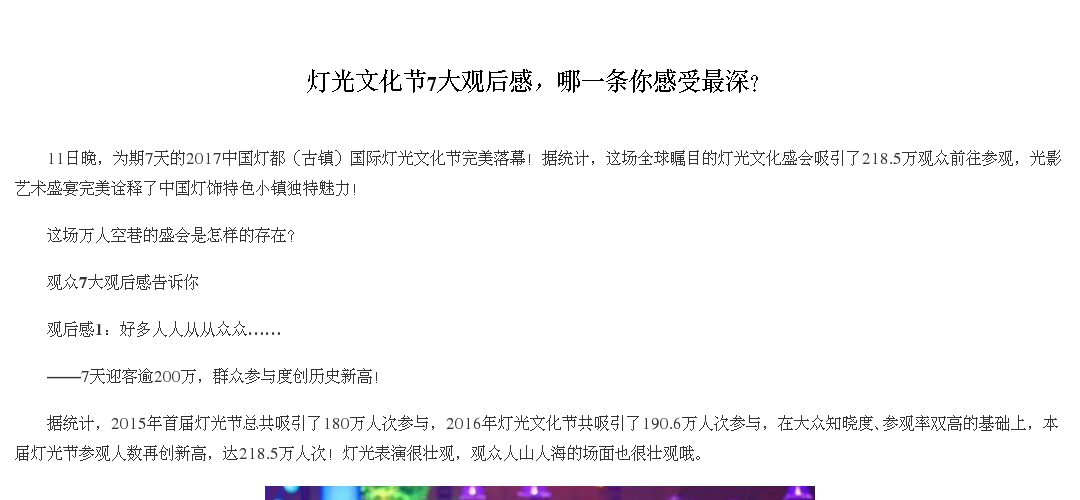 灯光文化节7大观后感，哪一条你感受最深？
11日晚，为期7天的2017中国灯都（古镇）国际灯光文化节完美落幕！据统计，这场全球瞩目的灯光文化盛会吸引了218.5万观众前往参观，光影
艺术盛宴完美诠释了中国灯饰特色小镇独特魅力！
这场万人空巷的盛会是怎样的存在？
观众7大观后感告诉你
观后感1：好多人人从从众众……
——7天迎客逾200万，群众参与度创历史新高！
据统计，2015年首届灯光节总共吸引了180万人次参与，2016年灯光文化节共吸引了190.6万人次参与，在大众知晓度、参观率双高的基础上，本
届灯光节参观人数再创新高，达218.5万人次！灯光表演很壮观，观众人山人海的场面也很壮观哦。